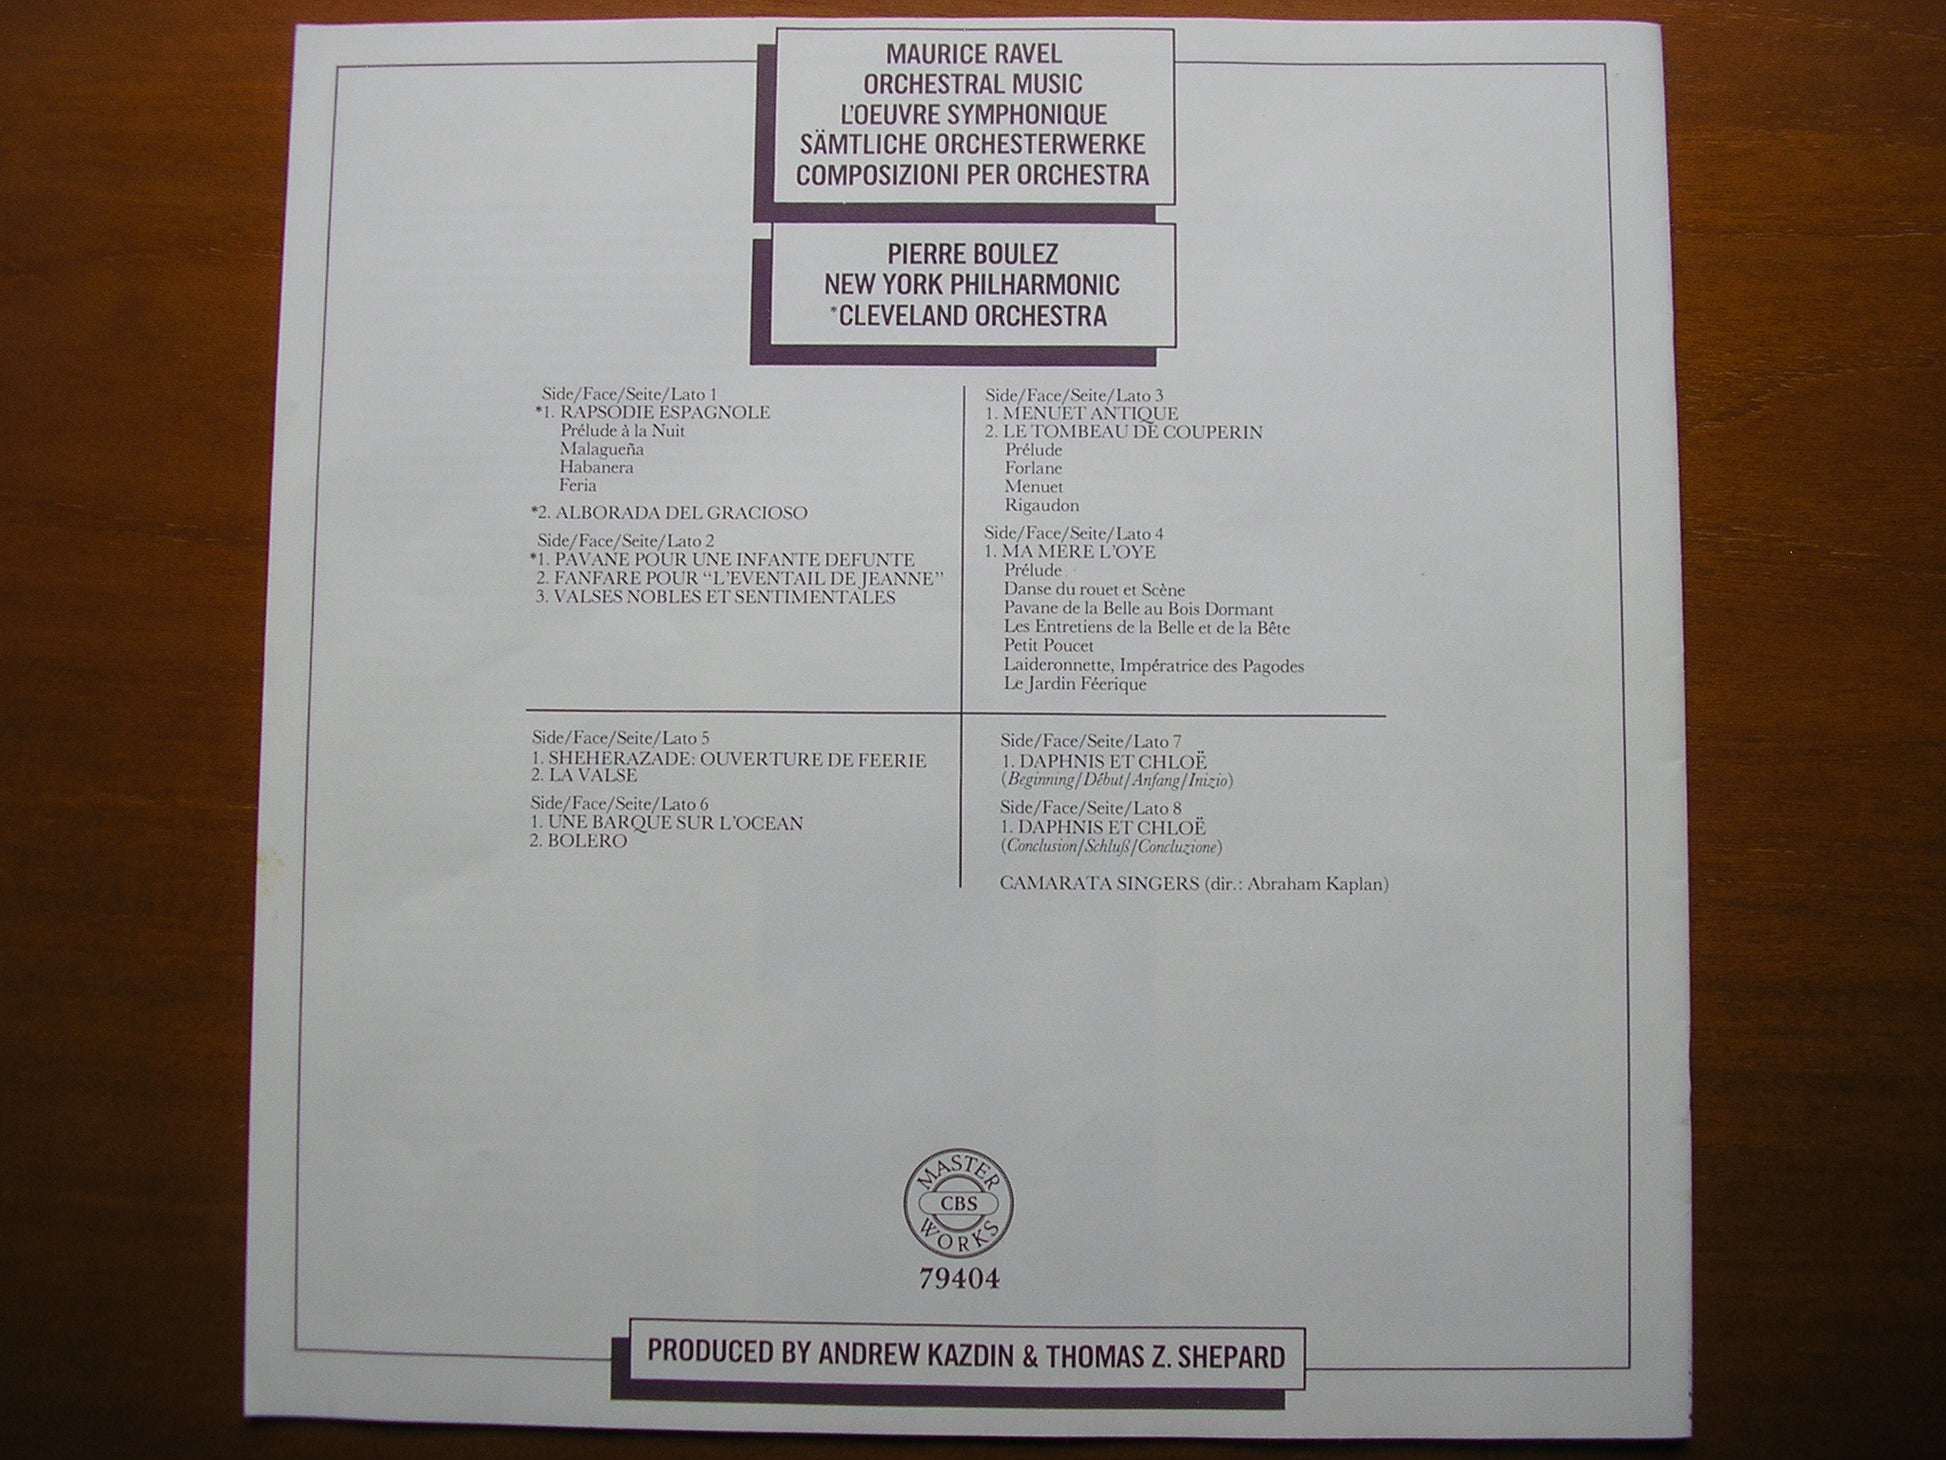 MAURICE RAVEL
ORCHESTRAL MUSIC
L'OEUVRE SYMPHONIQUE
SÄMTLICHE ORCHESTERWERKE
COMPOSIZIONI PER ORCHESTRA
PIERRE BOULEZ
NEW YORK PHILHARMONIC
*CLEVELAND ORCHESTRA
Side/Face/Seite/Lato 1
*1. RAPSODIE ESPAGNOLE
Prélude à la Nuit
Malagueña
Habanera
Feria
*2. ALBORADA DEL GRACIOSO
Side/Face/Seite/Lato 2
*1. PAVANE POUR UNE INFANTE DEFUNTE
2. FANFARE POUR “L'EVENTAIL DE JEANNE”
3. VALSES NOBLES ET SENTIMENTALES
Side/Face/Seite/Lato 3
1. MENUET ANTIQUE
2. LE TOMBEAU DE COUPERIN
Prélude
Forlane
Menuet
Rigaudon
Side/Face/Seite/Lato 4
1. MA MERE L'OYE
Prélude
Danse du rouet et Scène
Pavane de la Belle au Bois Dormant
Les Entretiens de la Belle et de la Bête
Petit Poucet
Laideronnette, Impératrice des Pagodes
Le Jardin Féerique
Side/Face/Seite/Lato 5
1. SHEHERAZADE: OUVERTURE DE FEERIE
2. LA VALSE
Side/Face/Seite/Lato 6
1. UNE BARQUE SUR L'OCEAN
2. BOLERO
Side/Face/Seite/Lato 7
1. DAPHNIS ET CHLOË
(Beginning/Début/Anfang/Inizio)
Side/Face/Seite/Lato 8
1. DAPHNIS ET CHLOË
(Conclusion/Schluß/Concluzione)
CAMARATA SINGERS (dir.: Abraham Kaplan)
MASTER
CBS
WORKS
79404
PRODUCED BY ANDREW KAZDIN & THOMAS Z. SHEPARD